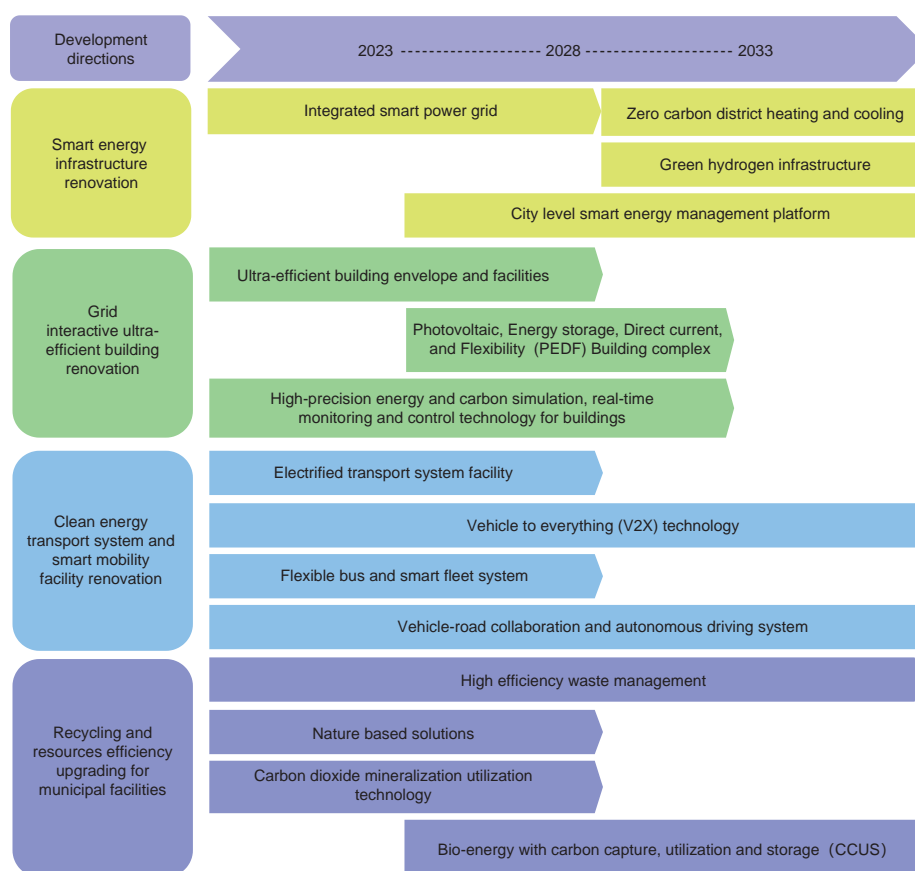 Development
directions
2023 -------------------- 2028 -------------------- 2033
Smart energy
infrastructure
renovation
Integrated smart power grid
Zero carbon district heating and cooling
Green hydrogen infrastructure
City level smart energy management platform
Grid
interactive ultra-
efficient building
renovation
Ultra-efficient building envelope and facilities
Photovoltaic, Energy storage, Direct current,
and Flexibility (PEDF) Building complex
High-precision energy and carbon simulation, real-time
monitoring and control technology for buildings
Clean energy
transport system and
smart mobility
facility renovation
Electrified transport system facility
Vehicle to everything (V2X) technology
Flexible bus and smart fleet system
Vehicle-road collaboration and autonomous driving system
Recycling and
resources efficiency
upgrading for
municipal facilities
High efficiency waste management
Nature based solutions
Carbon dioxide mineralization utilization
technology
Bio-energy with carbon capture, utilization and storage (CCUS)